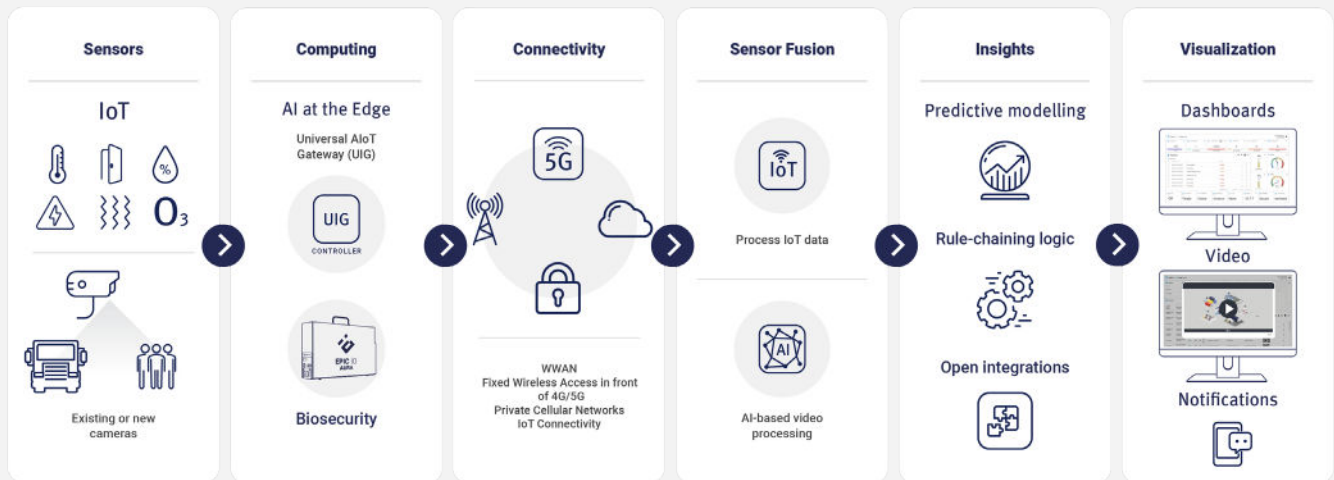 Sensors
IoT
%
O3
Existing or new
cameras
Computing
AI at the Edge
Universal AIoT
Gateway (UIG)
UIG
CONTROLLER
EPIC iO
AURA
Biosecurity
Connectivity
5G
WWAN
Fixed Wireless Access in front
of 4G/5G
Private Cellular Networks
IoT Connectivity
Sensor Fusion
IoT
Process IoT data
AI
AI-based video
processing
Insights
Predictive modelling
Rule-chaining logic
Open integrations
Visualization
Dashboards
Video
Notifications